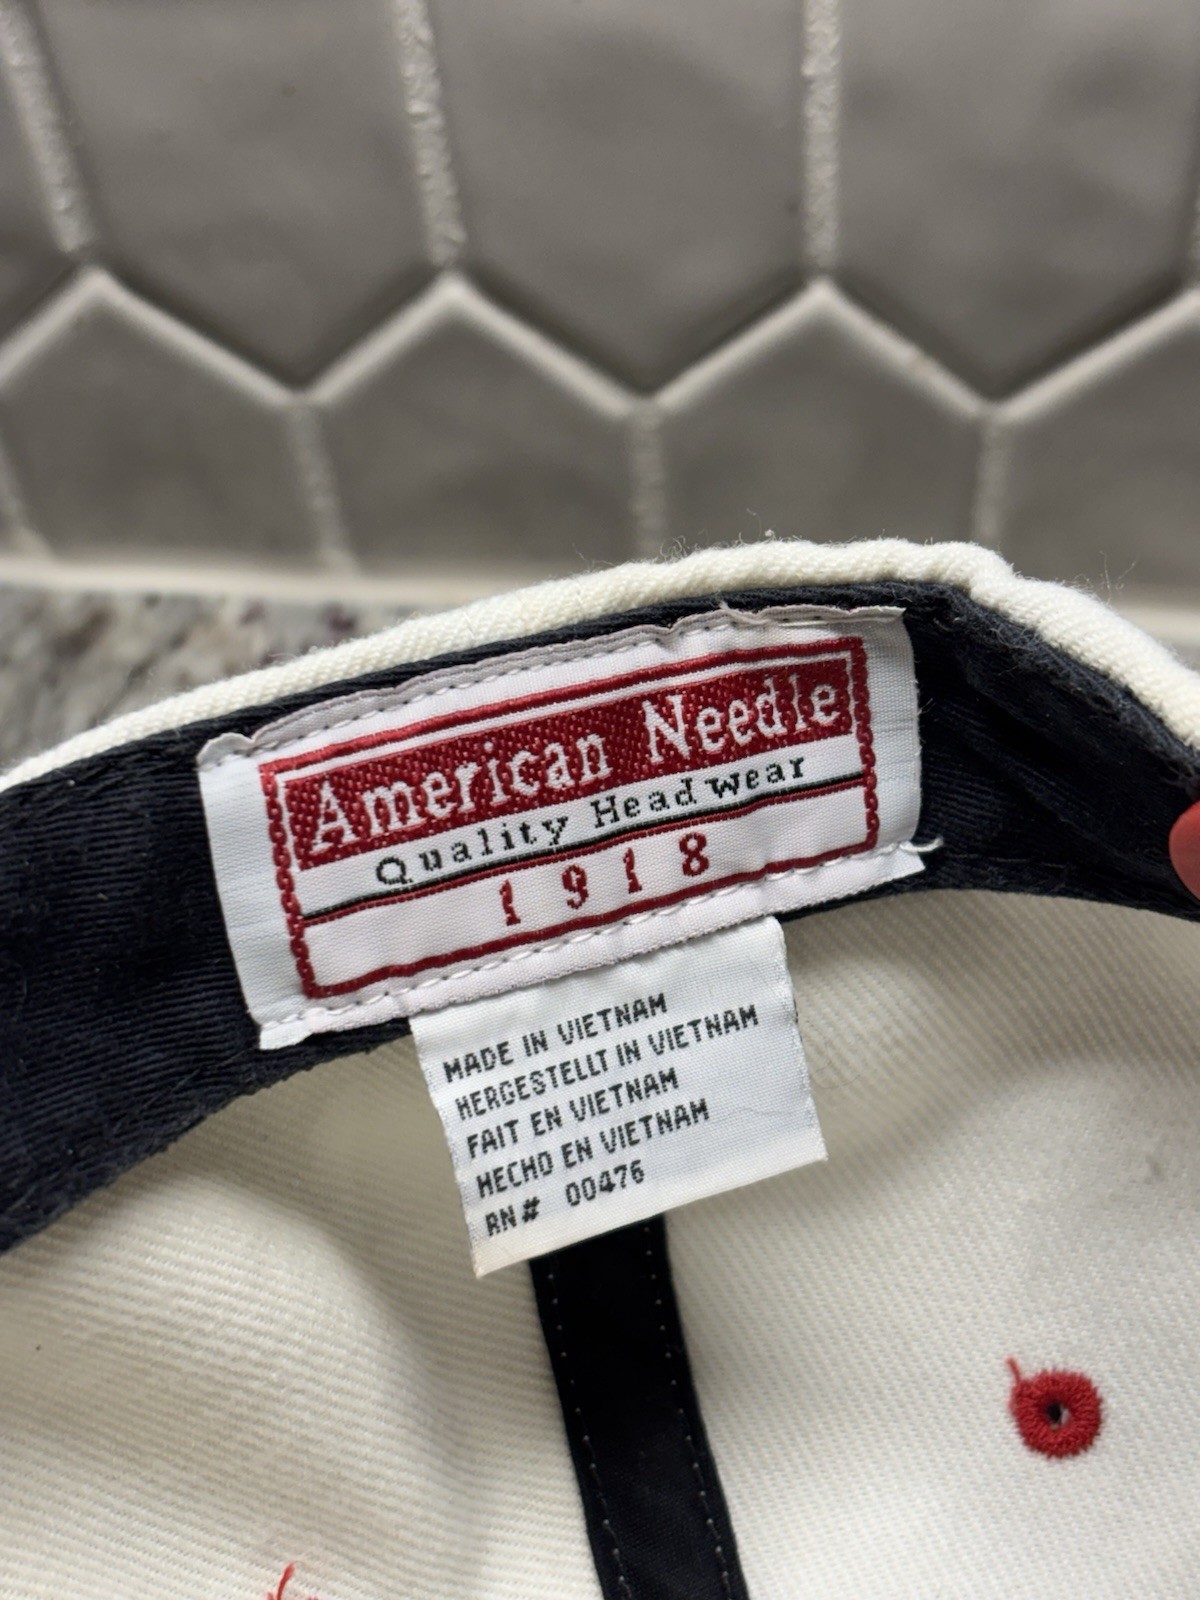 American Needle
Quality Headwear
1918
MADE IN VIETNAM
HERGESTELLT IN VIETNAM
FAIT EN VIETNAM
HECHO EN VIETNAM
RN# 00476